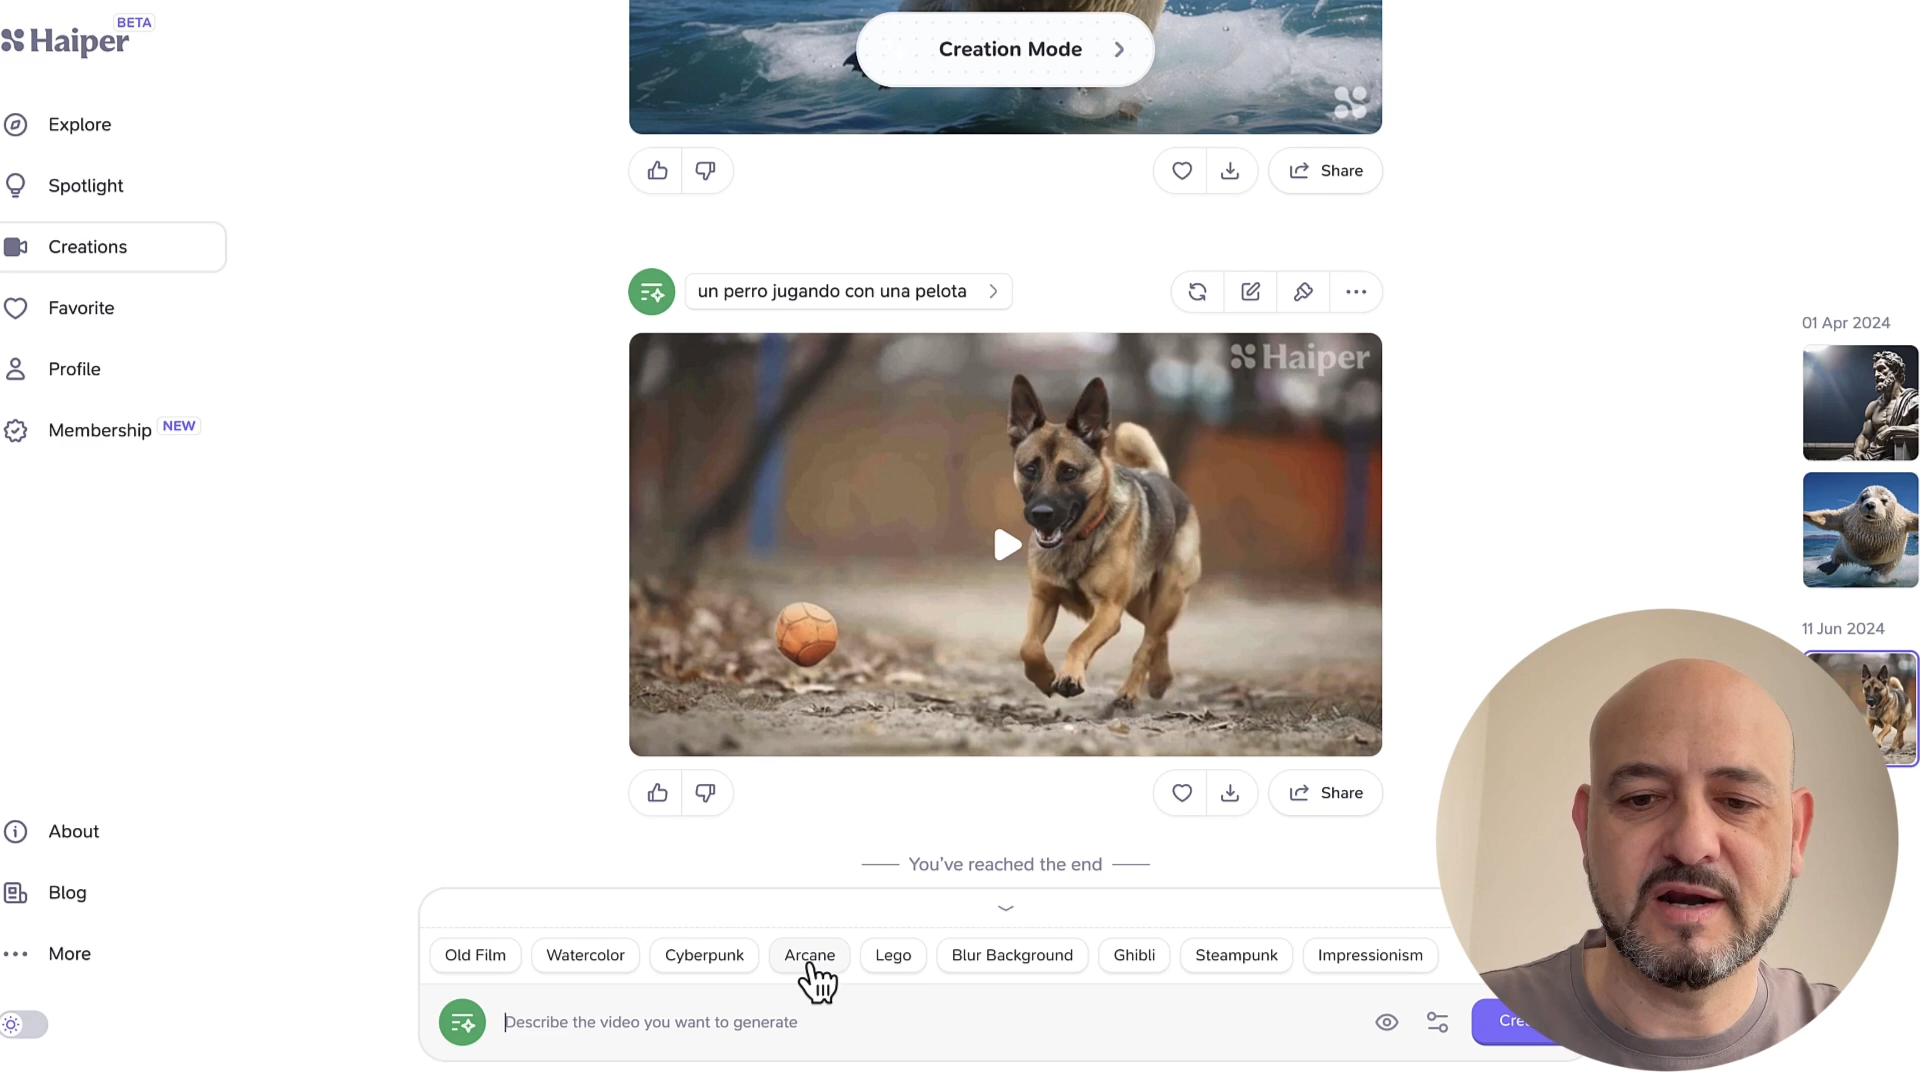 BETA
Haiper
Explore
Spotlight
Creations
Favorite
Profile
Membership NEW
About
Blog
More
Creation Mode
Share
un perro jugando con una pelota
Haiper
Share
You've reached the end
Old Film Watercolor Cyberpunk Arcane Lego Blur Background Ghibli Steampunk Impressionism
Describe the video you want to generate
01 Apr 2024
11 Jun 2024